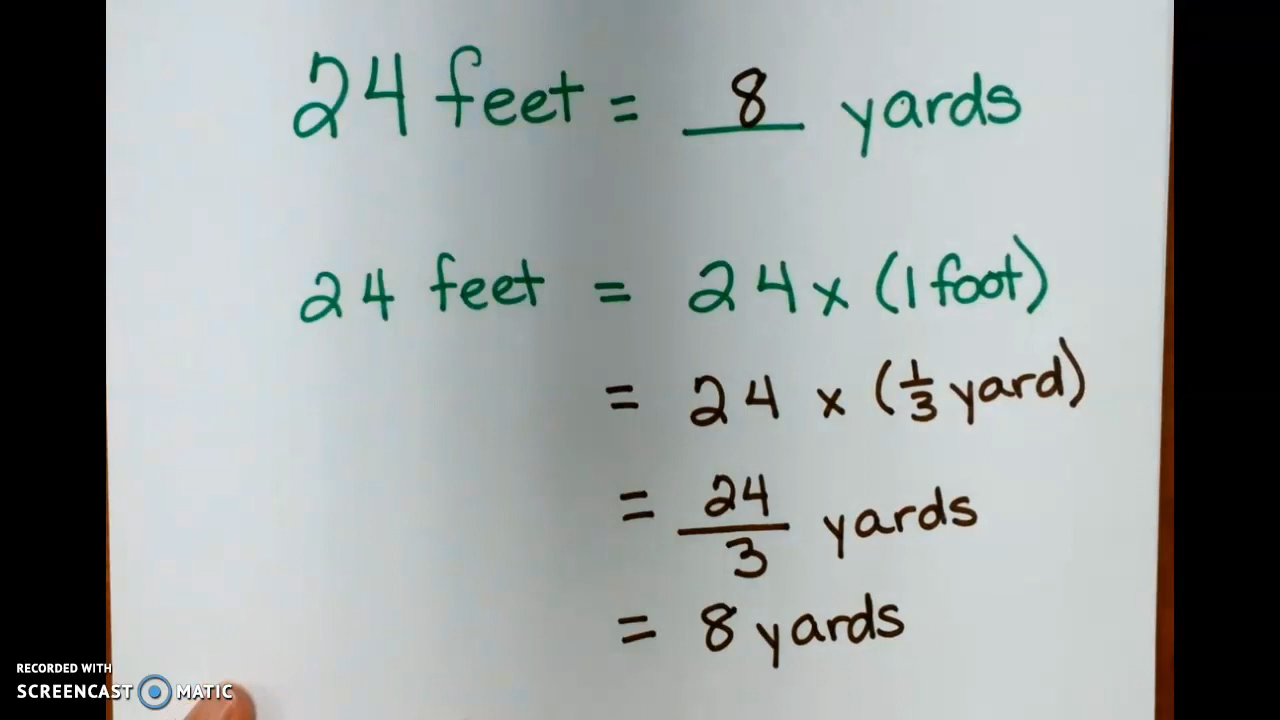 24 feet = 8 yards
24 feet = 24 x (1 foot)
= 24 x (1/3 yard)
= 24/3 yards
= 8 yards
RECORDED WITH
SCREENCAST MATIC